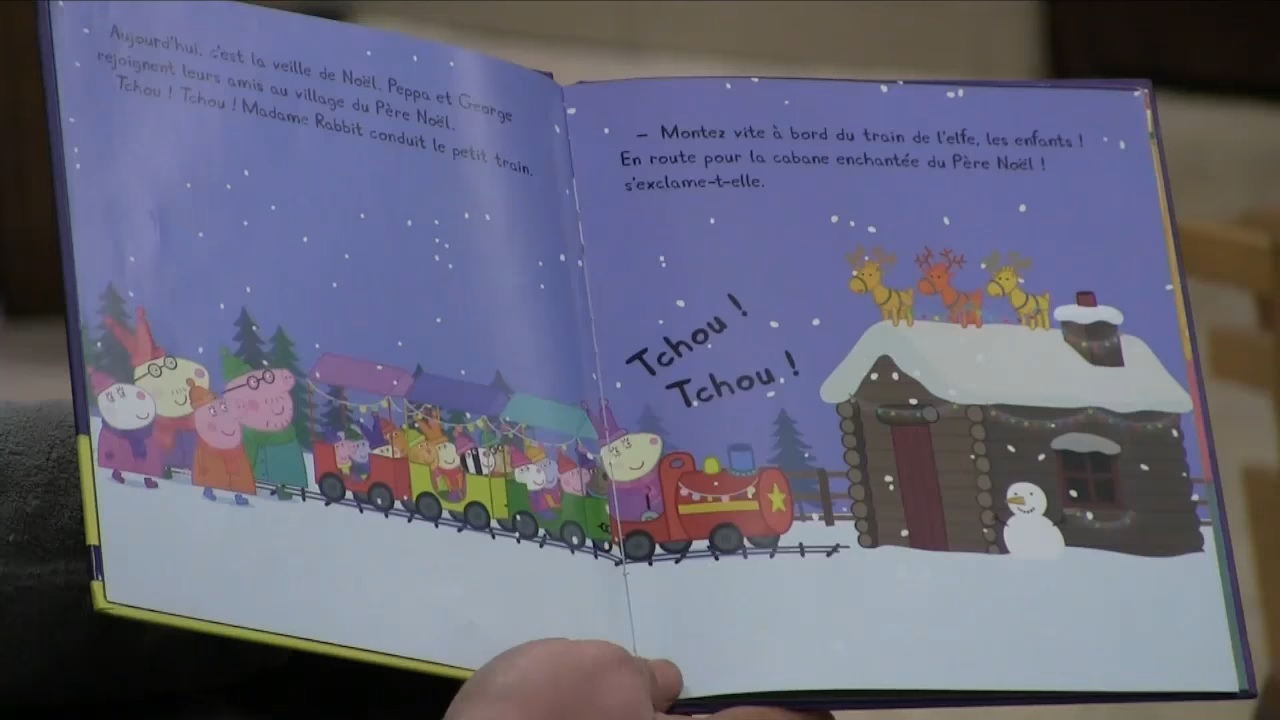 Aujourd'hui, c'est la veille de Noël. Peppa et George
rejoignent leurs amis au village du Père Noël.
Tchou ! Tchou ! Madame Rabbit conduit le petit train.
– Montez vite à bord du train de l'elfe, les enfants !
En route pour la cabane enchantée du Père Noël !
s'exclame-t-elle.
Tchou !
Tchou !